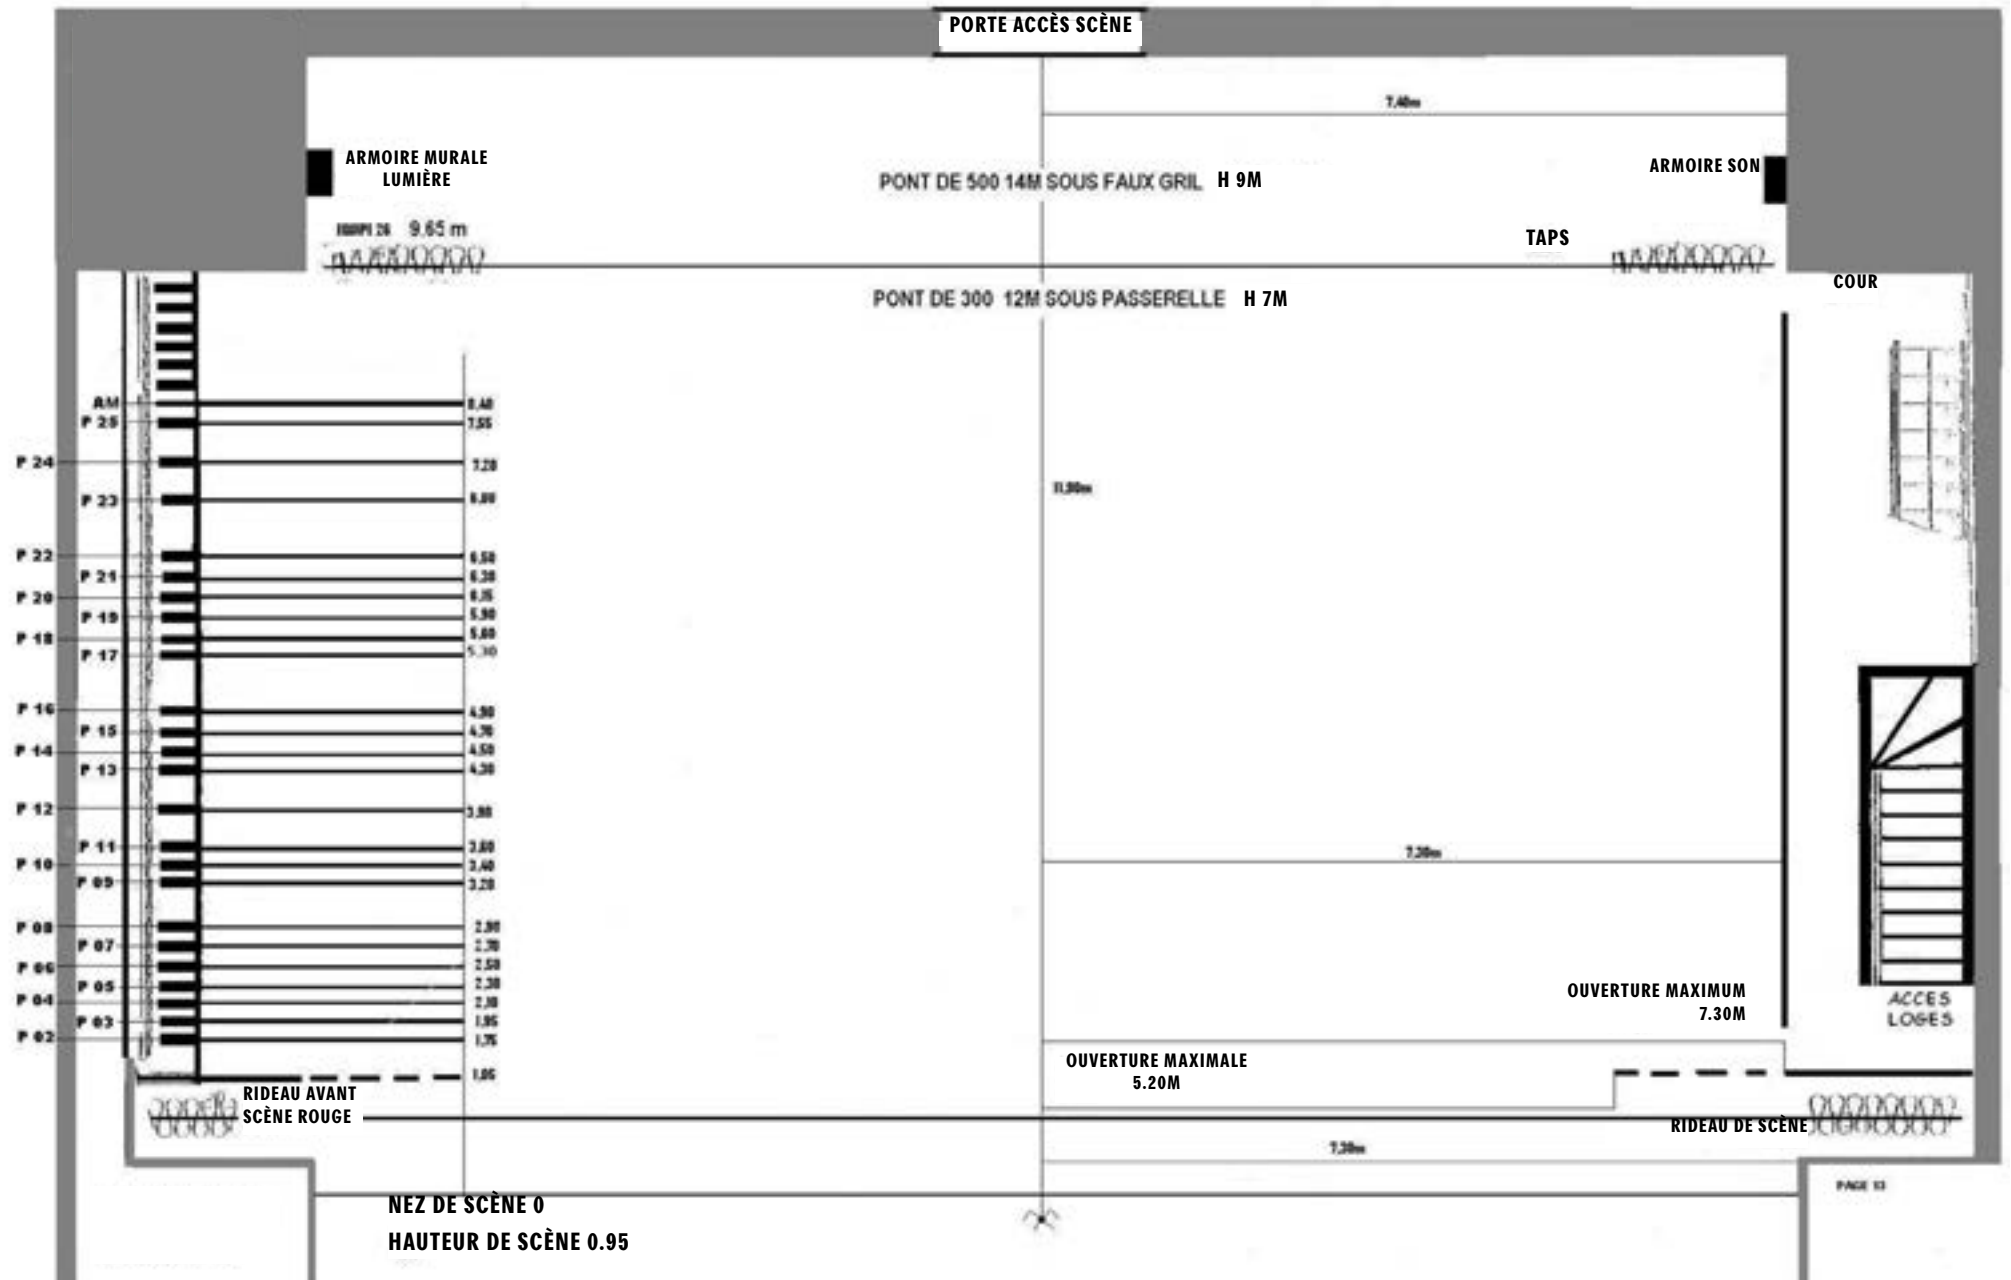 PORTE ACCÈS SCÈNE
7,40m
ARMOIRE MURALE
LUMIÈRE
ARMOIRE SON
PONT DE 500 14M SOUS FAUX GRIL H 9M
26 9.65 m
TAPS
COUR
PONT DE 300 12M SOUS PASSERELLE H 7M
AM 8,40
P 25
P 24 7,20
P 23
P 22 6,50
P 21 6,30
P 20
P 19 5,90
P 18 5,60
P 17 5,30
P 16 4,90
P 15 4,70
P 14 4,50
P 13 4,30
P 12 3,90
P 11 3,60
P 10 3,40
P 09 3,20
P 08 2,90
P 07 2,70
P 06 2,50
P 05 2,30
P 04 2,10
P 03 1,95
P 02 1,75
1,05
7,30m
OUVERTURE MAXIMUM
7.30M
ACCES
LOGES
OUVERTURE MAXIMALE
5.20M
RIDEAU AVANT
SCÈNE ROUGE
RIDEAU DE SCÈNE
7,30m
PAGE 13
NEZ DE SCÈNE 0
HAUTEUR DE SCÈNE 0.95